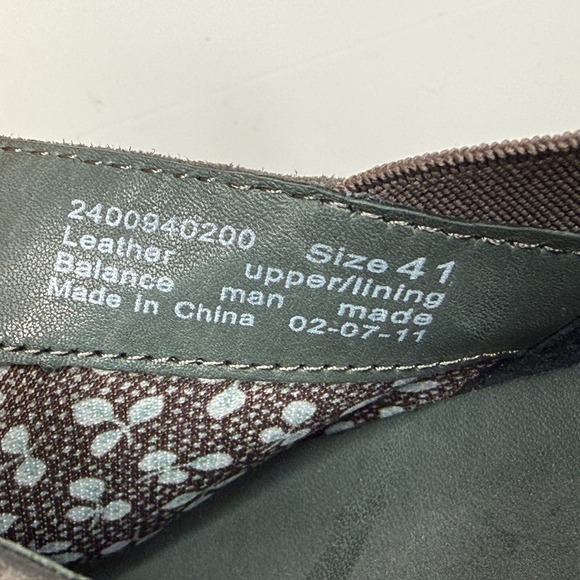 2400940200 Size 41
Leather upper/lining
Balance man made
Made in China 02-07-11